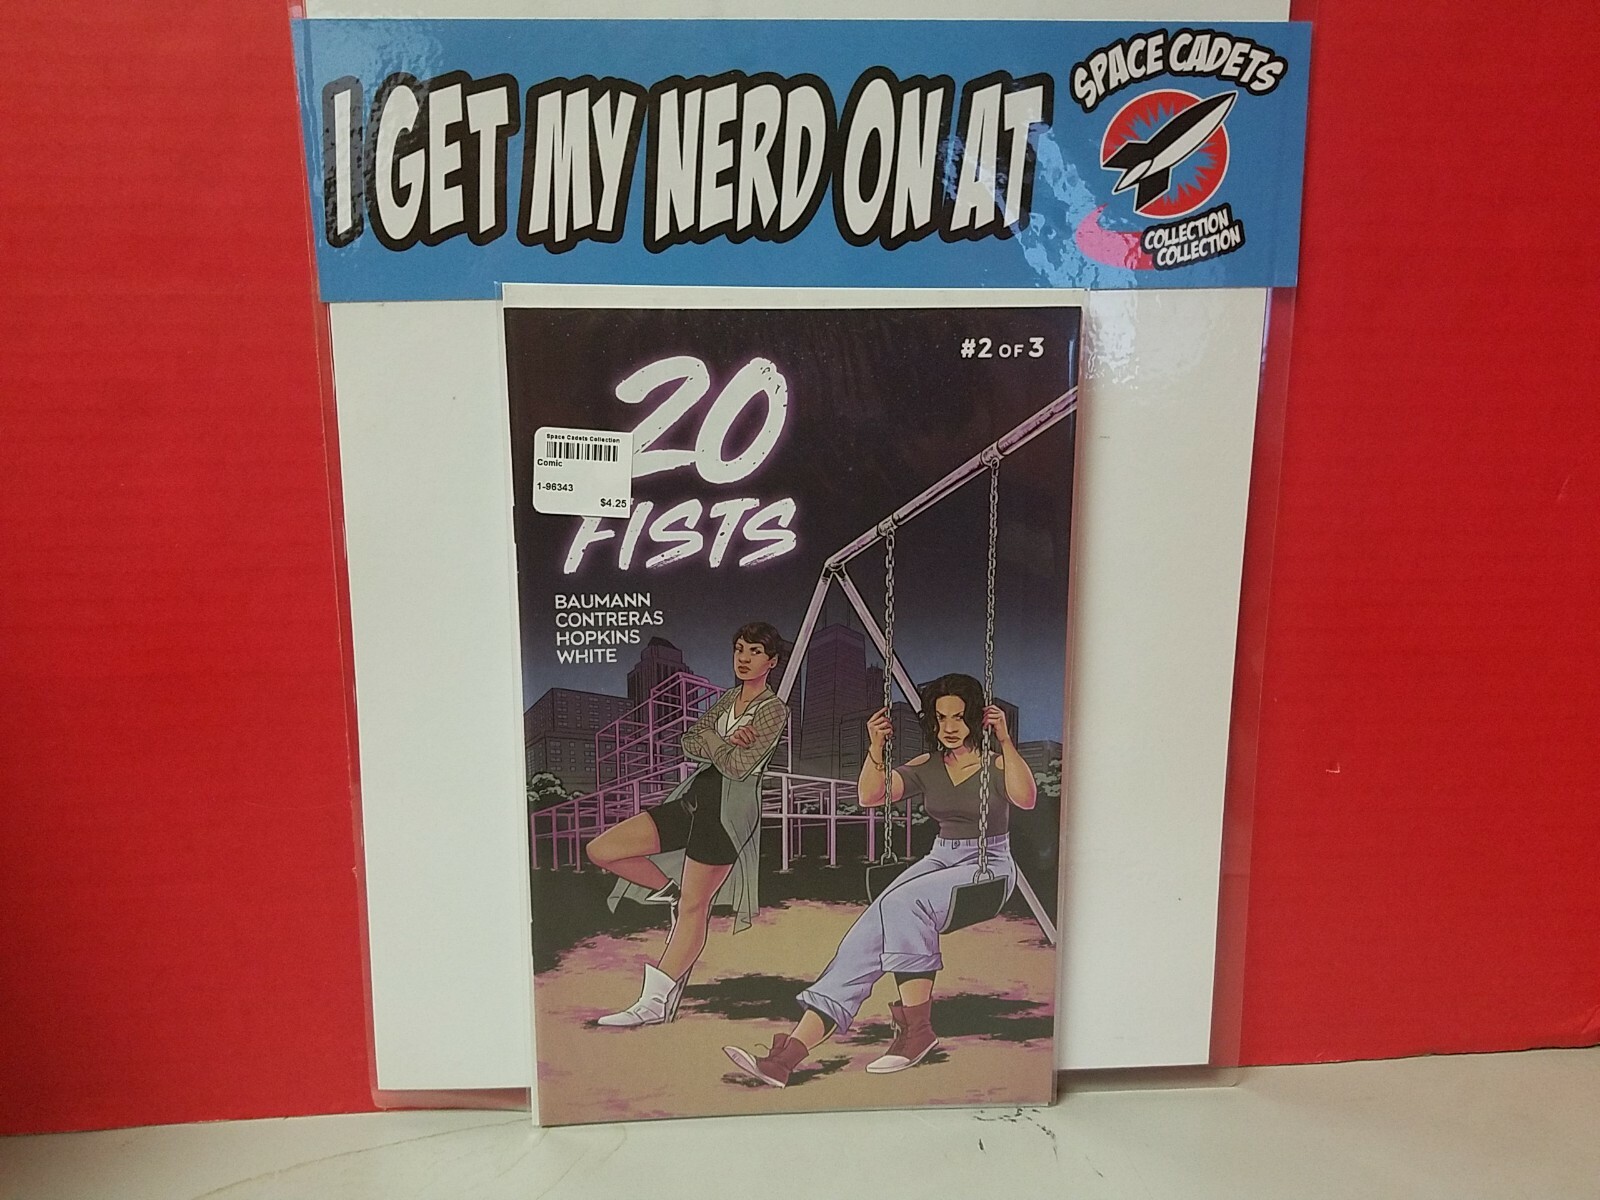 I GET MY NERD ON AT
SPACE CADETS
COLLECTION
COLLECTION
#2 OF 3
20
FISTS
Space Cadets Collection
Comic
1-96343
$4.25
BAUMANN
CONTRERAS
HOPKINS
WHITE